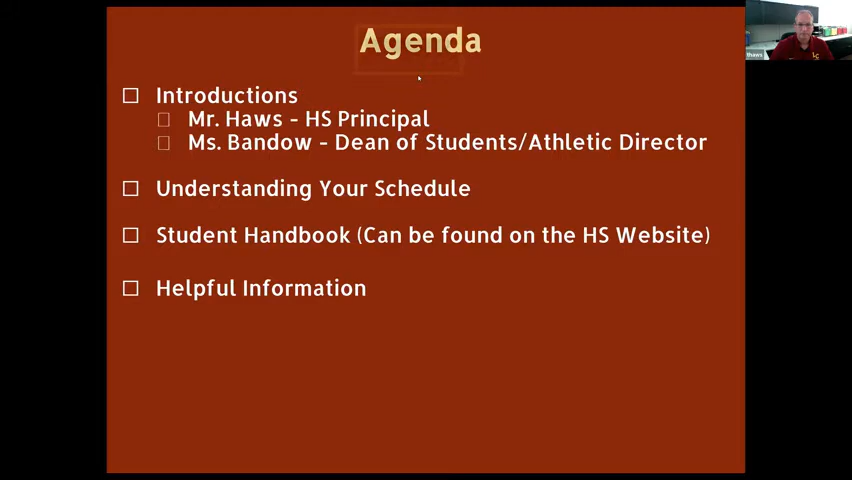 Agenda
Introductions
Mr. Haws - HS Principal
Ms. Bandow - Dean of Students/Athletic Director
Understanding Your Schedule
Student Handbook (Can be found on the HS Website)
Helpful Information